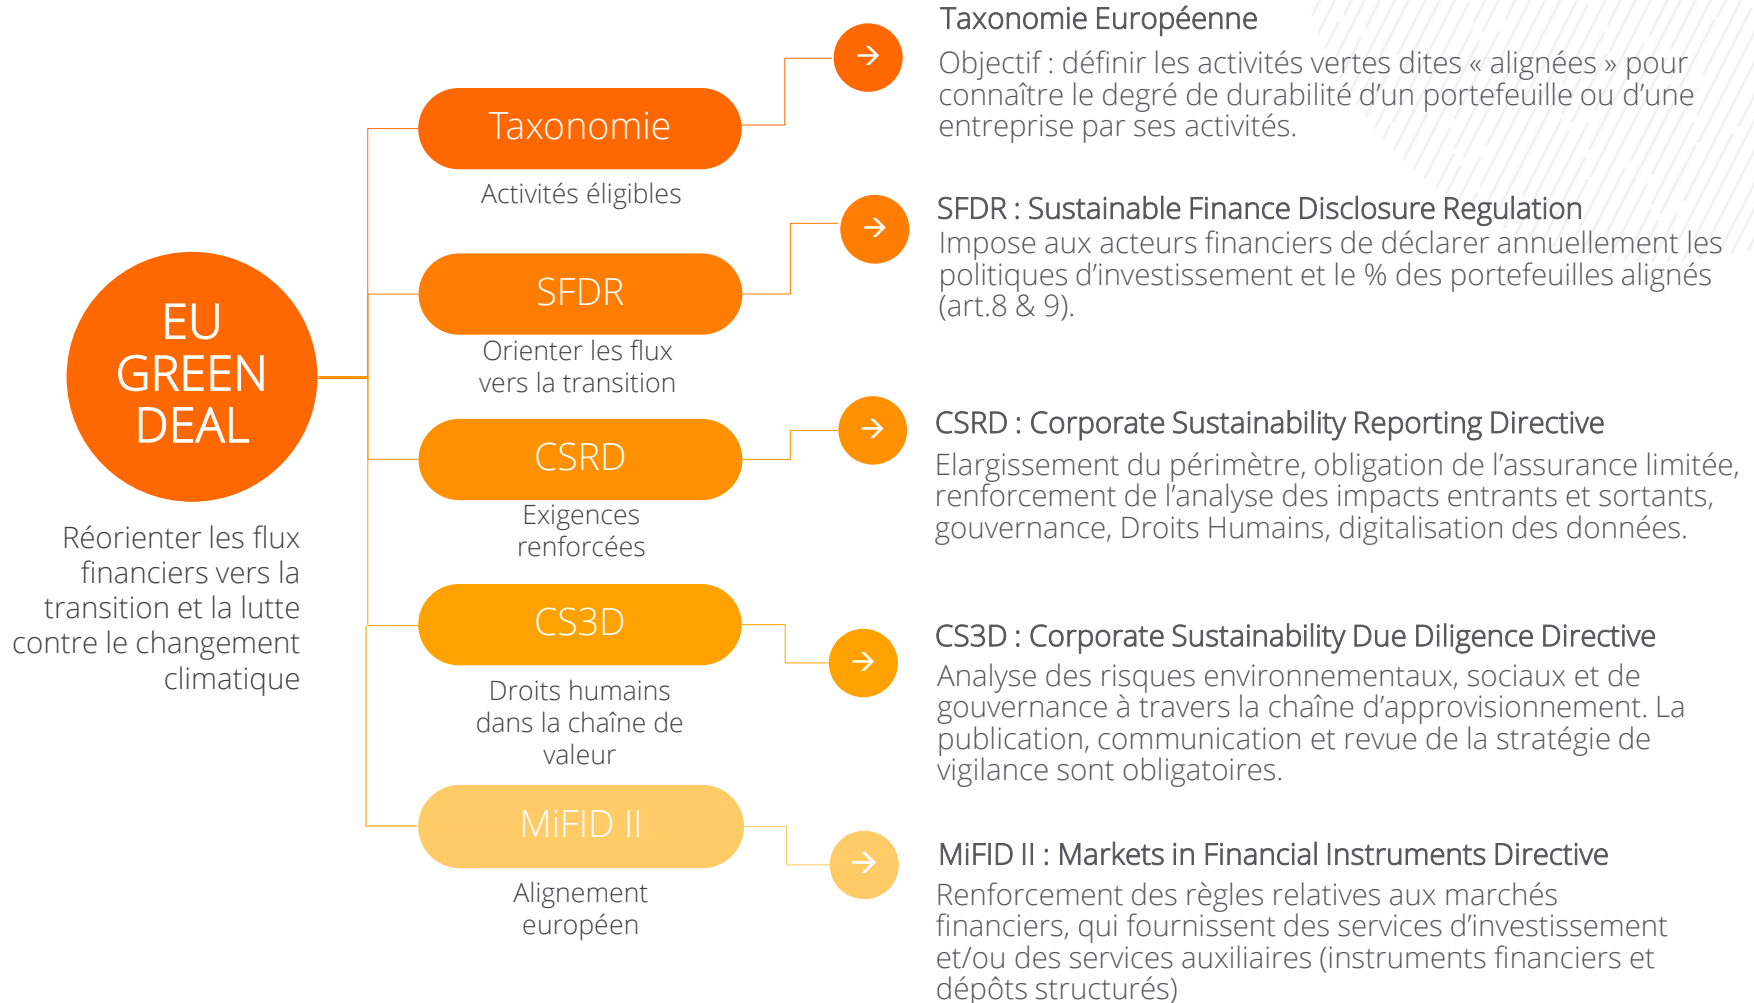 EU
GREEN
DEAL
Réorienter les flux
financiers vers la
transition et la lutte
contre le changement
climatique
Taxonomie
Activités éligibles
SFDR
Orienter les flux
vers la transition
CSRD
Exigences
renforcées
CS3D
Droits humains
dans la chaîne de
valeur
MiFID II
Alignement
européen
Taxonomie Européenne
Objectif : définir les activités vertes dites « alignées » pour
connaître le degré de durabilité d’un portefeuille ou d’une
entreprise par ses activités.
SFDR : Sustainable Finance Disclosure Regulation
Impose aux acteurs financiers de déclarer annuellement les
politiques d’investissement et le % des portefeuilles alignés
(art.8 & 9).
CSRD : Corporate Sustainability Reporting Directive
Elargissement du périmètre, obligation de l’assurance limitée,
renforcement de l’analyse des impacts entrants et sortants,
gouvernance, Droits Humains, digitalisation des données.
CS3D : Corporate Sustainability Due Diligence Directive
Analyse des risques environnementaux, sociaux et de
gouvernance à travers la chaîne d’approvisionnement. La
publication, communication et revue de la stratégie de
vigilance sont obligatoires.
MiFID II : Markets in Financial Instruments Directive
Renforcement des règles relatives aux marchés
financiers, qui fournissent des services d’investissement
et/ou des services auxiliaires (instruments financiers et
dépôts structurés)